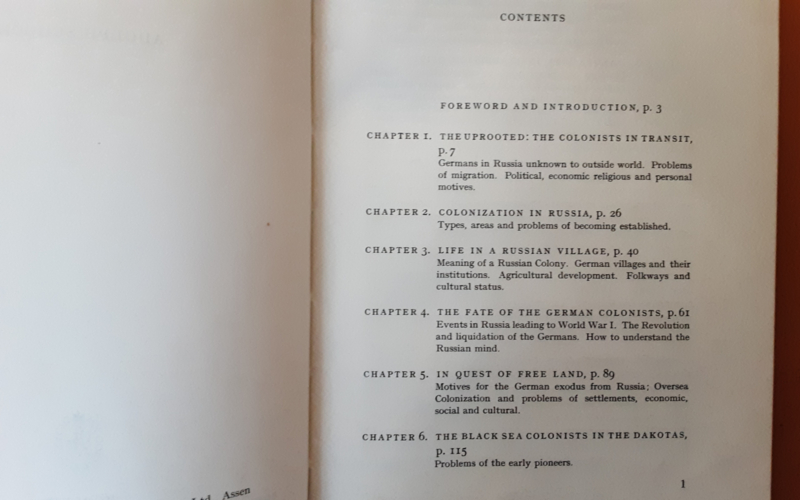 CONTENTS
FOREWORD AND INTRODUCTION, p. 3
CHAPTER 1. THE UPROOTED: THE COLONISTS IN TRANSIT,
p. 7
Germans in Russia unknown to outside world. Problems
of migration. Political, economic religious and personal
motives.
CHAPTER 2. COLONIZATION IN RUSSIA, p. 26
Types, areas and problems of becoming established.
CHAPTER 3. LIFE IN A RUSSIAN VILLAGE, p. 40
Meaning of a Russian Colony. German villages and their
institutions. Agricultural development. Folkways and
cultural status.
CHAPTER 4. THE FATE OF THE GERMAN COLONISTS, p. 61
Events in Russia leading to World War I. The Revolution
and liquidation of the Germans. How to understand the
Russian mind.
CHAPTER 5. IN QUEST OF FREE LAND, p. 89
Motives for the German exodus from Russia; Oversea
Colonization and problems of settlements, economic,
social and cultural.
CHAPTER 6. THE BLACK SEA COLONISTS IN THE DAKOTAS,
p. 115
Problems of the early pioneers.
1
Assen